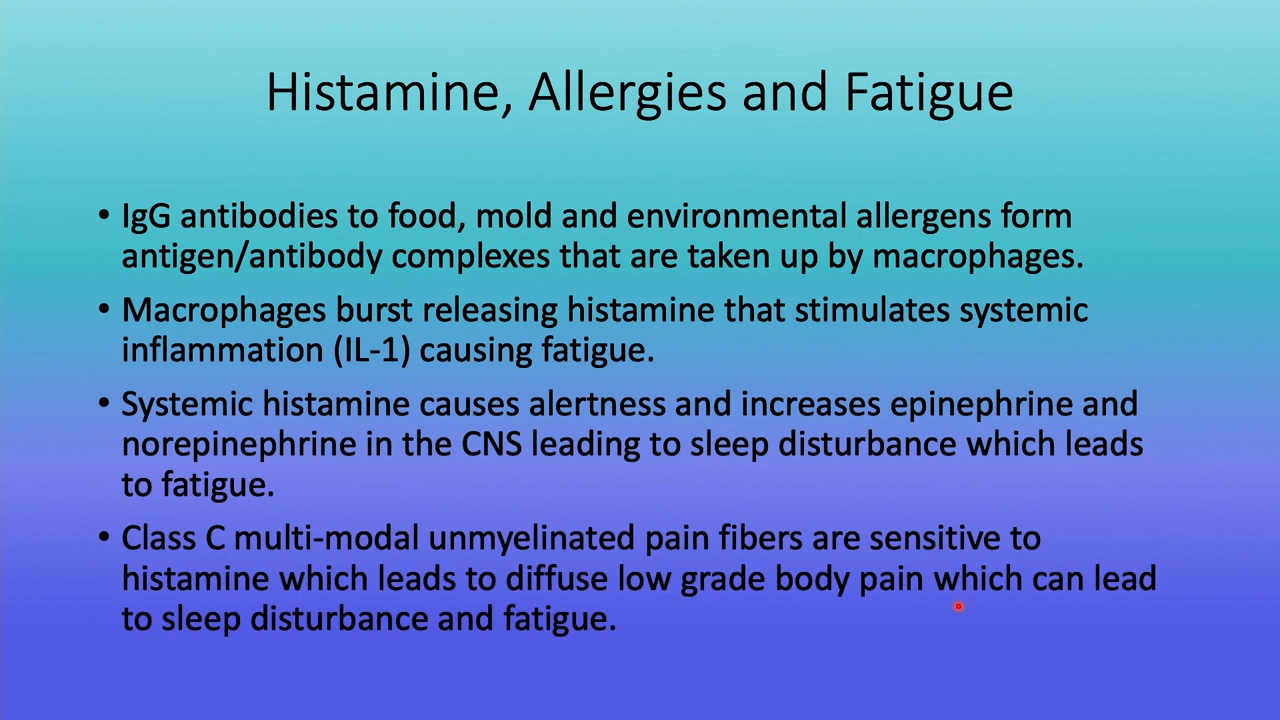 Histamine, Allergies and Fatigue
• IgG antibodies to food, mold and environmental allergens form
antigen/antibody complexes that are taken up by macrophages.
• Macrophages burst releasing histamine that stimulates systemic
inflammation (IL-1) causing fatigue.
• Systemic histamine causes alertness and increases epinephrine and
norepinephrine in the CNS leading to sleep disturbance which leads
to fatigue.
• Class C multi-modal unmyelinated pain fibers are sensitive to
histamine which leads to diffuse low grade body pain which can lead
to sleep disturbance and fatigue.